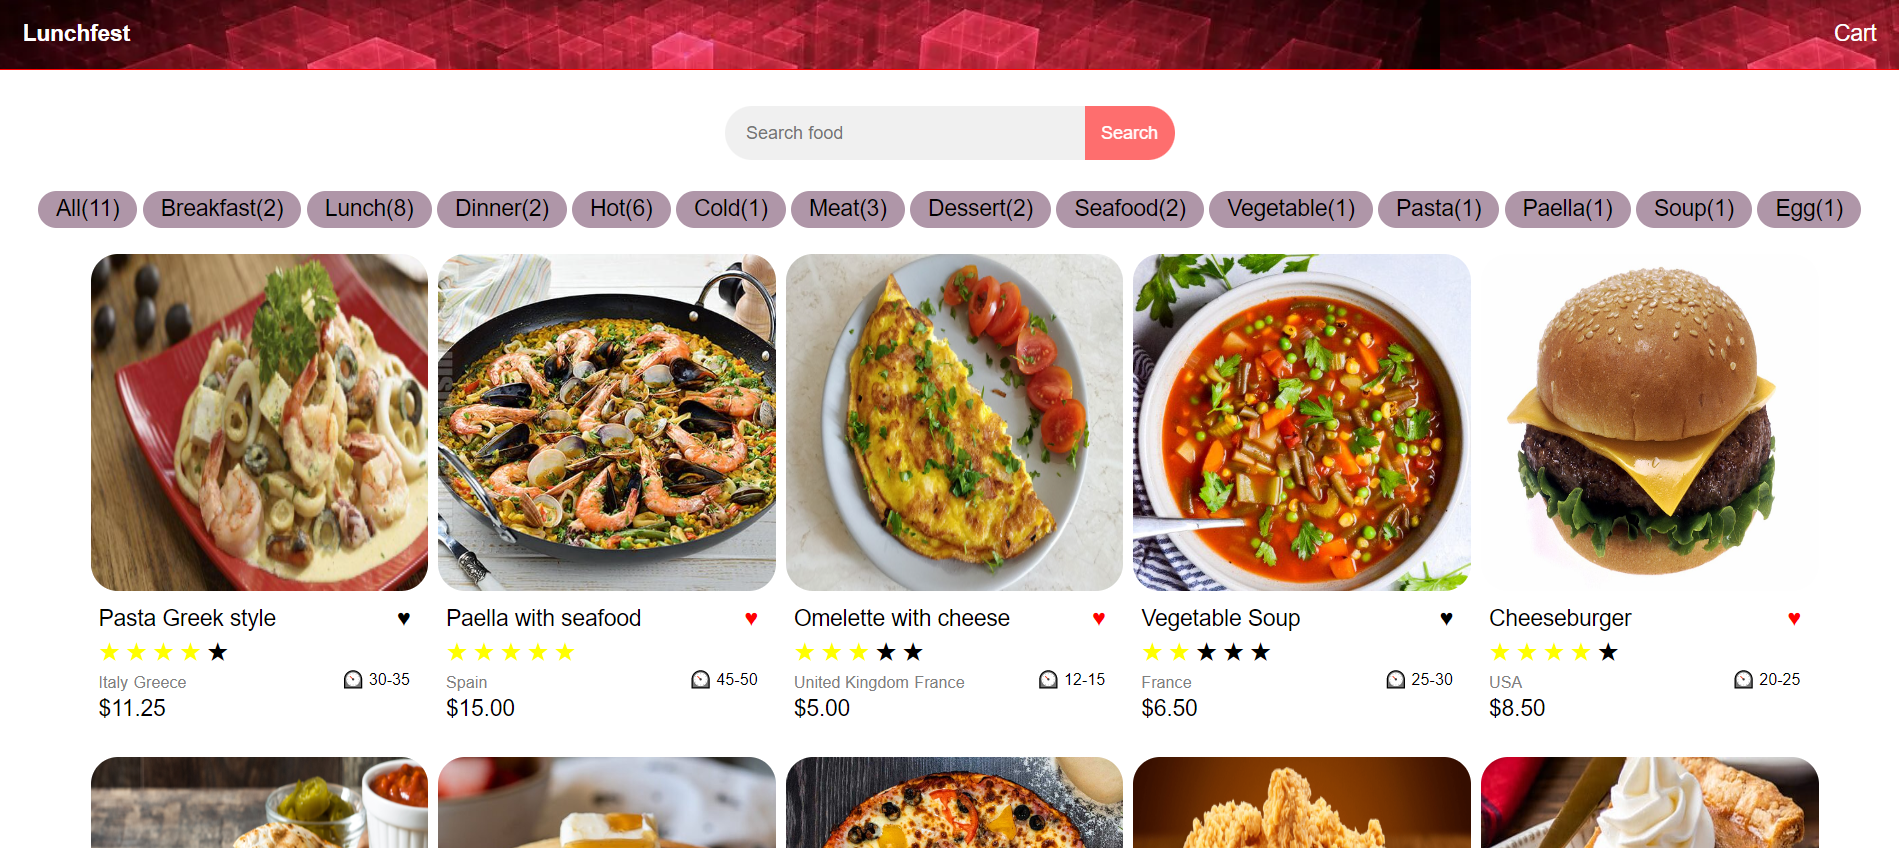 Lunchfest
Cart
Search food
Search
All(11)
Breakfast(2)
Lunch(8)
Dinner(2)
Hot(6)
Cold(1)
Meat(3)
Dessert(2)
Seafood(2)
Vegetable(1)
Pasta(1)
Paella(1)
Soup(1)
Egg(1)
Pasta Greek style ♥
★ ★ ★ ★ ★
Italy Greece
30-35
$11.25
Paella with seafood ♥
★ ★ ★ ★ ★
Spain
45-50
$15.00
Omelette with cheese ♥
★ ★ ★ ★ ★
United Kingdom France
12-15
$5.00
Vegetable Soup ♥
★ ★ ★ ★ ★
France
25-30
$6.50
Cheeseburger ♥
★ ★ ★ ★ ★
USA
20-25
$8.50